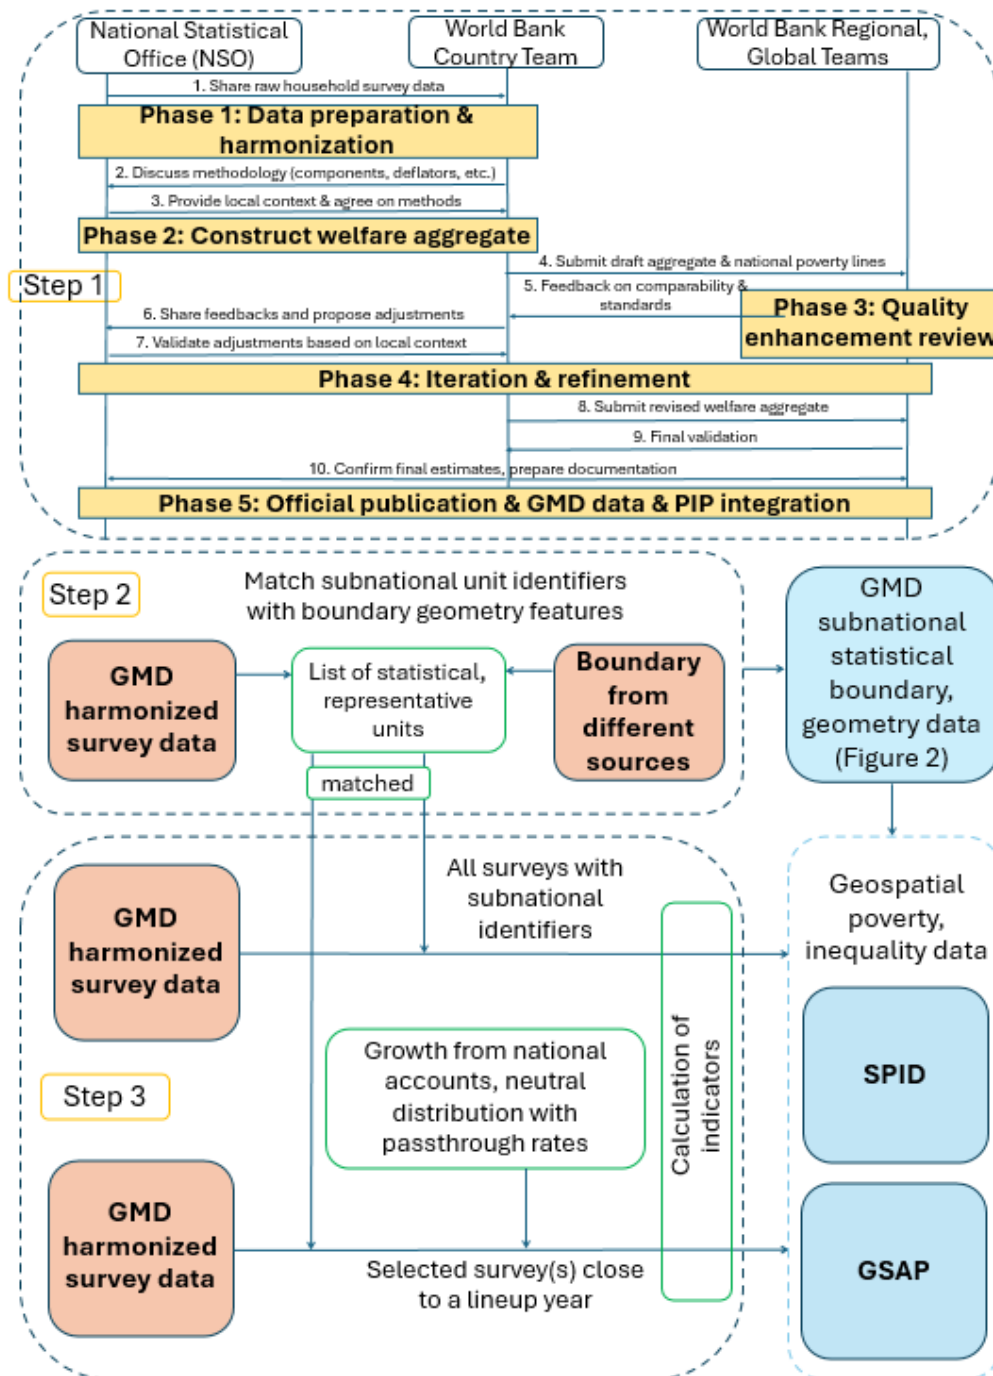 National Statistical
Office (NSO)
World Bank
Country Team
World Bank Regional,
Global Teams
1. Share raw household survey data
Phase 1: Data preparation &
harmonization
2. Discuss methodology (components, deflators, etc.)
3. Provide local context & agree on methods
Phase 2: Construct welfare aggregate
4. Submit draft aggregate & national poverty lines
Step 1
5. Feedback on comparability &
standards
Phase 3: Quality
enhancement review
6. Share feedbacks and propose adjustments
7. Validate adjustments based on local context
Phase 4: Iteration & refinement
8. Submit revised welfare aggregate
9. Final validation
10. Confirm final estimates, prepare documentation
Phase 5: Official publication & GMD data & PIP integration
Step 2
Match subnational unit identifiers
with boundary geometry features
GMD
harmonized
survey data
List of statistical,
representative
units
matched
Boundary
from
different
sources
GMD
subnational
statistical
boundary,
geometry data
(Figure 2)
GMD
harmonized
survey data
All surveys with
subnational
identifiers
Geospatial
poverty,
inequality data
SPID
Step 3
Growth from national
accounts, neutral
distribution with
passthrough rates
Calculation of
indicators
GMD
harmonized
survey data
Selected survey(s) close
to a lineup year
GSAP